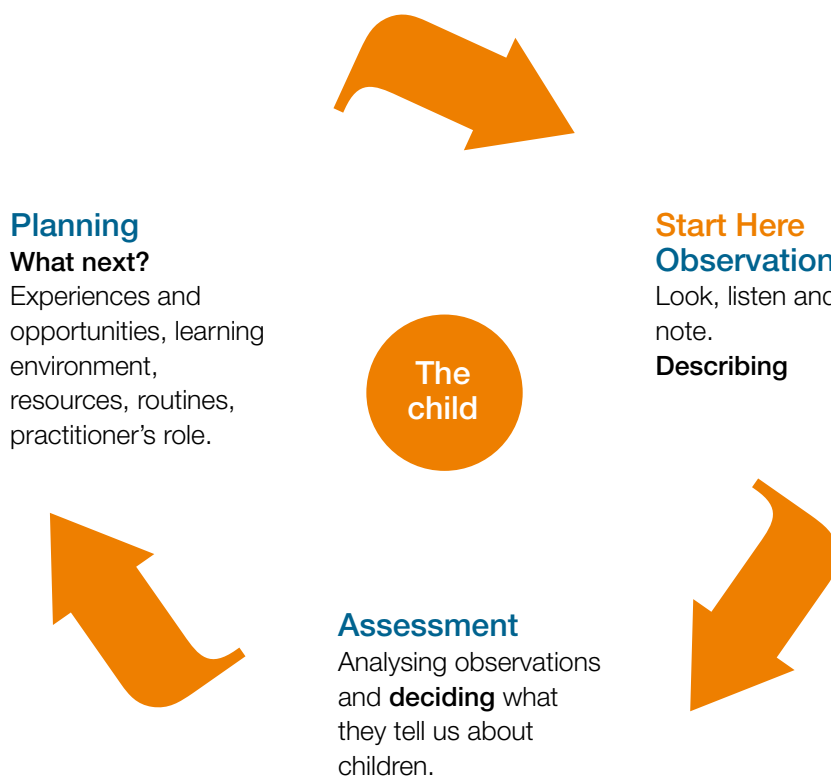 Planning
What next?
Experiences and
opportunities, learning
environment,
resources, routines,
practitioner's role.
Start Here
Observation
Look, listen and
note.
Describing
The
child
Assessment
Analysing observations
and deciding what
they tell us about
children.